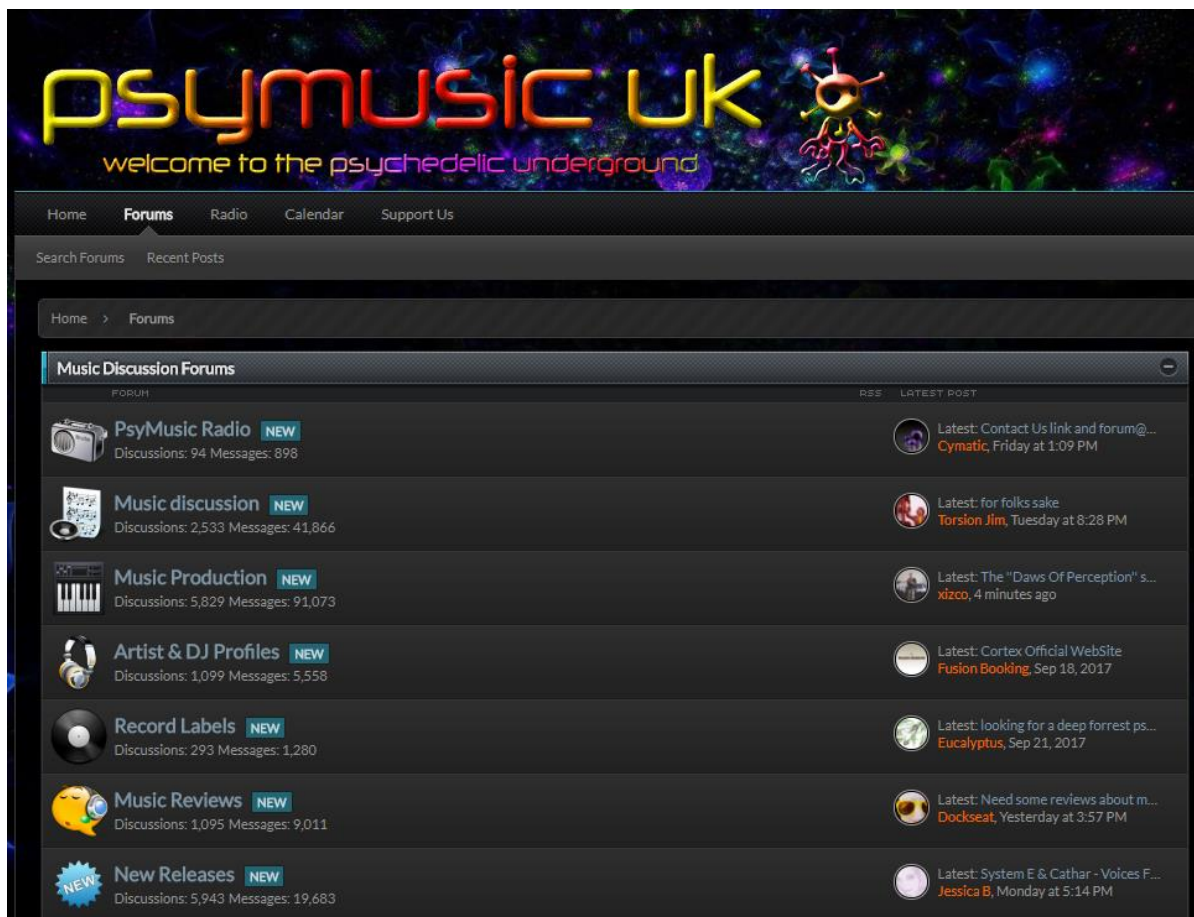 psymusic uk
welcome to the psychedelic underground
Home Forums Radio Calendar Support Us
Search Forums Recent Posts
Home > Forums
Music Discussion Forums
FORUM RSS LATEST POST
PsyMusic Radio NEW
Discussions: 94 Messages: 898
Latest: Contact Us link and forum@...
Cymatic, Friday at 1:09 PM
Music discussion NEW
Discussions: 2,533 Messages: 41,866
Latest: for folks sake
Torsion Jim, Tuesday at 8:28 PM
Music Production NEW
Discussions: 5,829 Messages: 91,073
Latest: The "Daws Of Perception" s...
xizco, 4 minutes ago
Artist & DJ Profiles NEW
Discussions: 1,099 Messages: 5,558
Latest: Cortex Official WebSite
Fusion Booking, Sep 18, 2017
Record Labels NEW
Discussions: 293 Messages: 1,280
Latest: looking for a deep forrest ps...
Eucalyptus, Sep 21, 2017
Music Reviews NEW
Discussions: 1,095 Messages: 9,011
Latest: Need some reviews about m...
Dockseat, Yesterday at 3:57 PM
NEW
New Releases NEW
Discussions: 5,943 Messages: 19,683
Latest: System E & Cathar - Voices F...
Jessica B, Monday at 5:14 PM